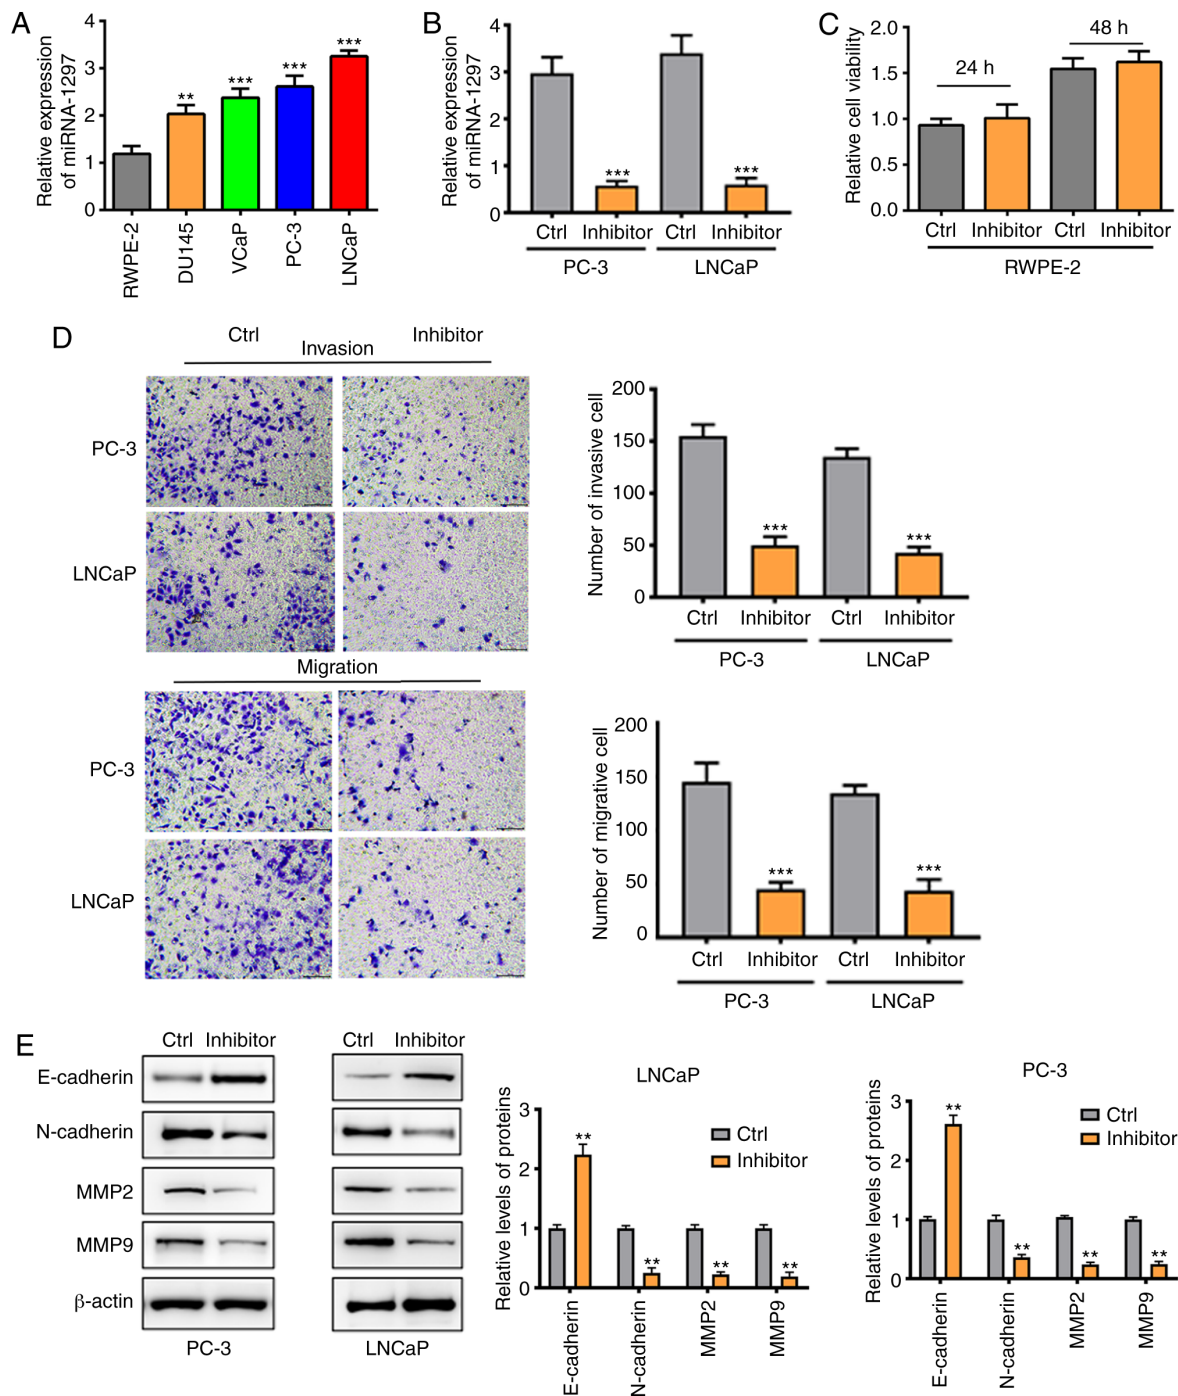 A
Relative expression
of miRNA-1297
4
3
2
1
0
**
***
***
***
RWPE-2
DU145
VCaP
PC-3
LNCaP
B
Relative expression
of miRNA-1297
4
3
2
1
0
***
***
Ctrl Inhibitor Ctrl Inhibitor
PC-3 LNCaP
C
Relative cell viability
2.0
1.5
1.0
0.5
0.0
24 h
48 h
Ctrl Inhibitor Ctrl Inhibitor
RWPE-2
D
Ctrl Inhibitor
Invasion
PC-3
LNCaP
Migration
PC-3
LNCaP
Number of invasive cell
200
150
100
50
0
***
***
Ctrl Inhibitor Ctrl Inhibitor
PC-3 LNCaP
Number of migrative cell
200
150
100
50
0
***
***
Ctrl Inhibitor Ctrl Inhibitor
PC-3 LNCaP
E
Ctrl Inhibitor Ctrl Inhibitor
E-cadherin
N-cadherin
MMP2
MMP9
β-actin
PC-3 LNCaP
LNCaP
Relative levels of proteins
3
2
1
0
Ctrl
Inhibitor
**
**
**
**
E-cadherin
N-cadherin
MMP2
MMP9
PC-3
Relative levels of proteins
3
2
1
0
Ctrl
Inhibitor
**
**
**
**
E-cadherin
N-cadherin
MMP2
MMP9